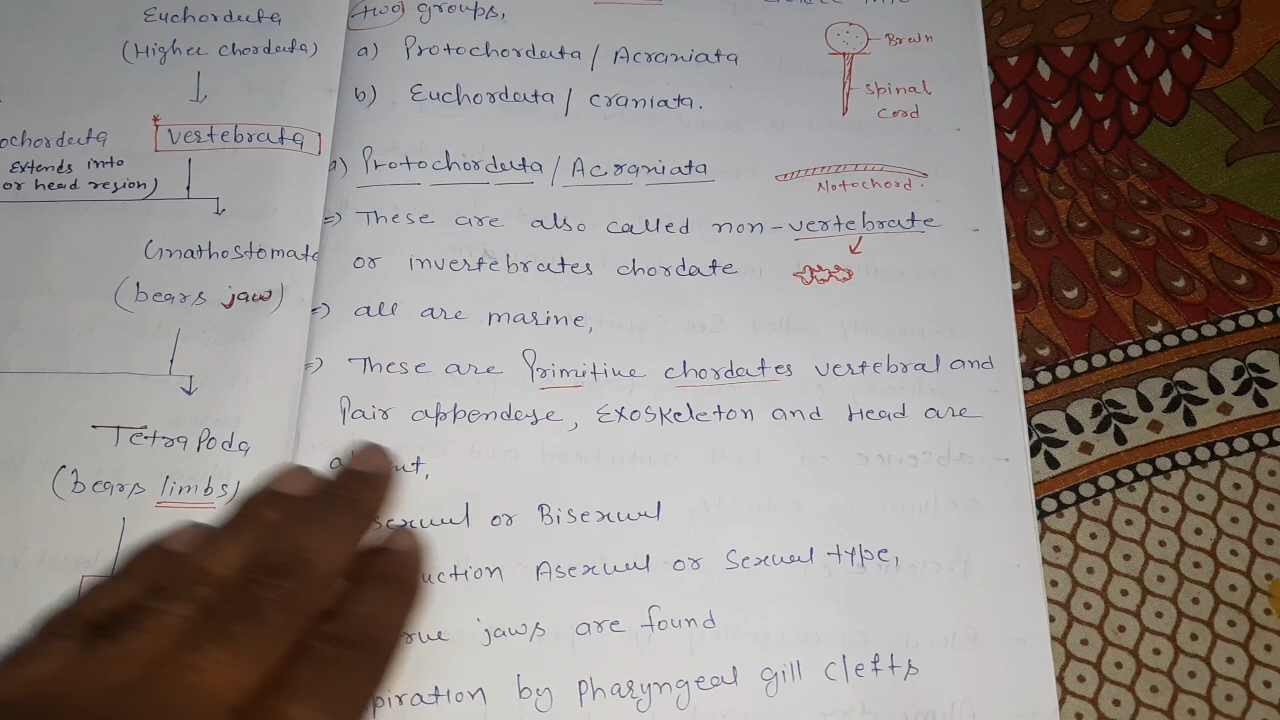 Euchordata
(Higher chordata)
ochordata
Extends into
or head region)
* Vertebrata
Gnathostomata
(bears jaw)
TetraPoda
(bears limbs)
two groups,
a) Protochordata / Acraniata
b) Euchordata / craniata.
Brain
spinal
cord
a) Protochordata / Acraniata
Notochord.
=> These are also called non-vertebrate
or invertebrates chordate
=> all are marine,
=> These are Primitive chordates vertebral and
Pair appendage, Exoskeleton and Head are
sexual or Bisexual
uction Asexual or Sexual type,
rue jaws are found
piration by pharyngeal gill clefts